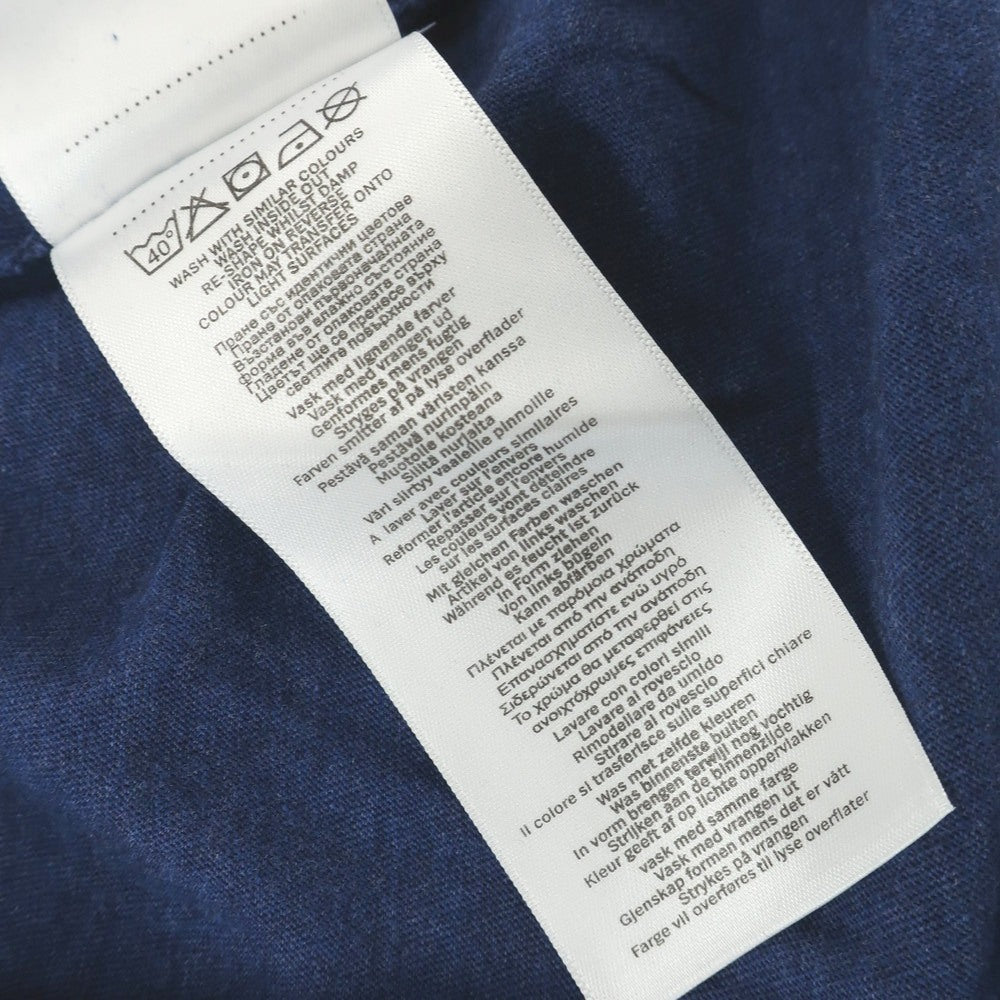 40°
WASH WITH SIMILAR COLOURS
WASH INSIDE OUT
RE-SHAPE WHILST DAMP
IRON ON REVERSE
COLOUR MAY TRANSFER ONTO
LIGHT SURFACES
Пране със идентични цветове
Пране от опаковата страна
Възстанови първоначалната
форма във влажно състояние
Гладене от опаковата страна
Цветът ще се пренесе върху
светлите повърхности
Vask med lignende farver
Vask med vrangen ud
Genformes mens fugtig
Stryges på vrangen
Farven smitter af på lyse overflader
Pestävä saman väristen kanssa
Pestävä nurinpäin
Muotoile kosteana
Silitä nurjalta
Väri siirtyy vaaleille pinnoille
A laver avec couleurs similaires
Laver sur l'envers
Reformer l'article encore humide
Repasser sur l'envers
Les couleurs vont déteindre
sur les surfaces claires
Mit gleichen Farben waschen
Artikel von links waschen
Während es feucht ist zurück
In Form ziehen
Von links bügeln
Kann abfärben
Πλένεται με παρόμοια χρώματα
Πλένεται από την ανάποδη
Επανασχηματίστε ενώ υγρό
Σιδερώνεται από την ανάποδη
Το χρώμα θα μεταφερθεί στις
ανοιχτόχρωμες επιφάνειες
Lavare con colori simili
Lavare al rovescio
Rimodellare da umido
Stirare al rovescio
Il colore si trasferisce sulle superfici chiare
Was met zelfde kleuren
Was binnenste buiten
In vorm brengen terwijl nog vochtig
Strijken aan de binnenzijde
Kleur geeft af op lichte oppervlakken
vask med samme farge
Vask med vrangen ut
Gjenskap formen mens det er vått
Strykes på vrangen
Farge vil overføres til lyse overflater